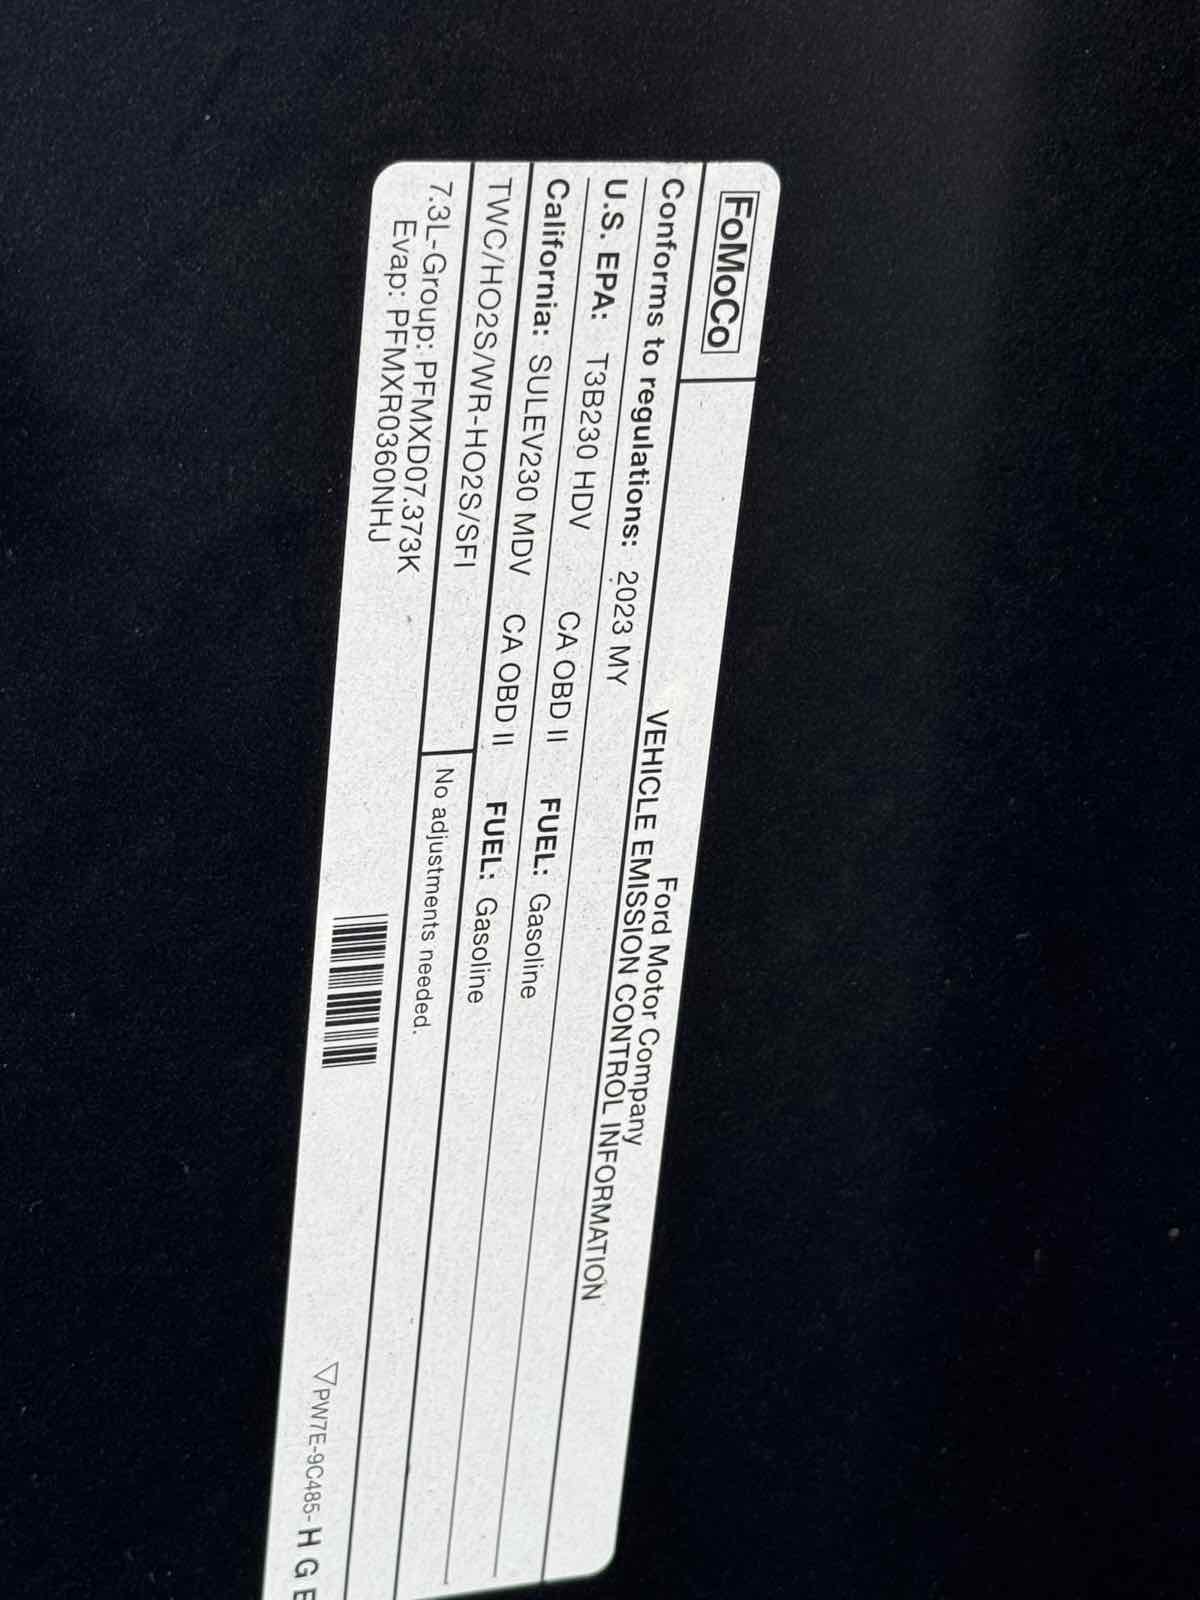 FoMoCo
Ford Motor Company
VEHICLE EMISSION CONTROL INFORMATION
Conforms to regulations: 2023 MY
U.S. EPA: T3B230 HDV CA OBD II FUEL: Gasoline
California: SULEV230 MDV CA OBD II FUEL: Gasoline
TWC/HO2S/WR-HO2S/SFI No adjustments needed.
7.3L-Group: PFMXD07.373K
Evap: PFMXR0360NHJ
▽PW7E-9C485-H G E